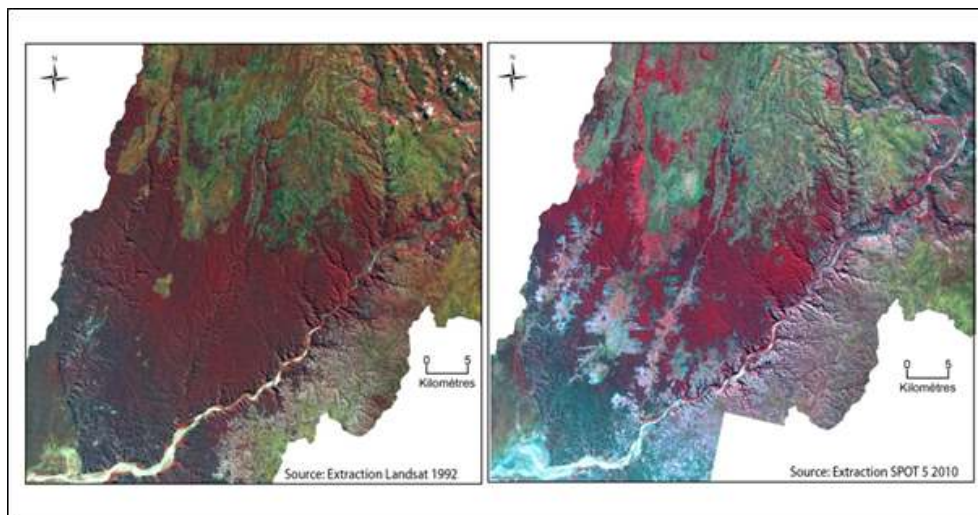 N
0 5
Kilomètres
Source: Extraction Landsat 1992
N
0 5
Kilomètres
Source: Extraction SPOT 5 2010